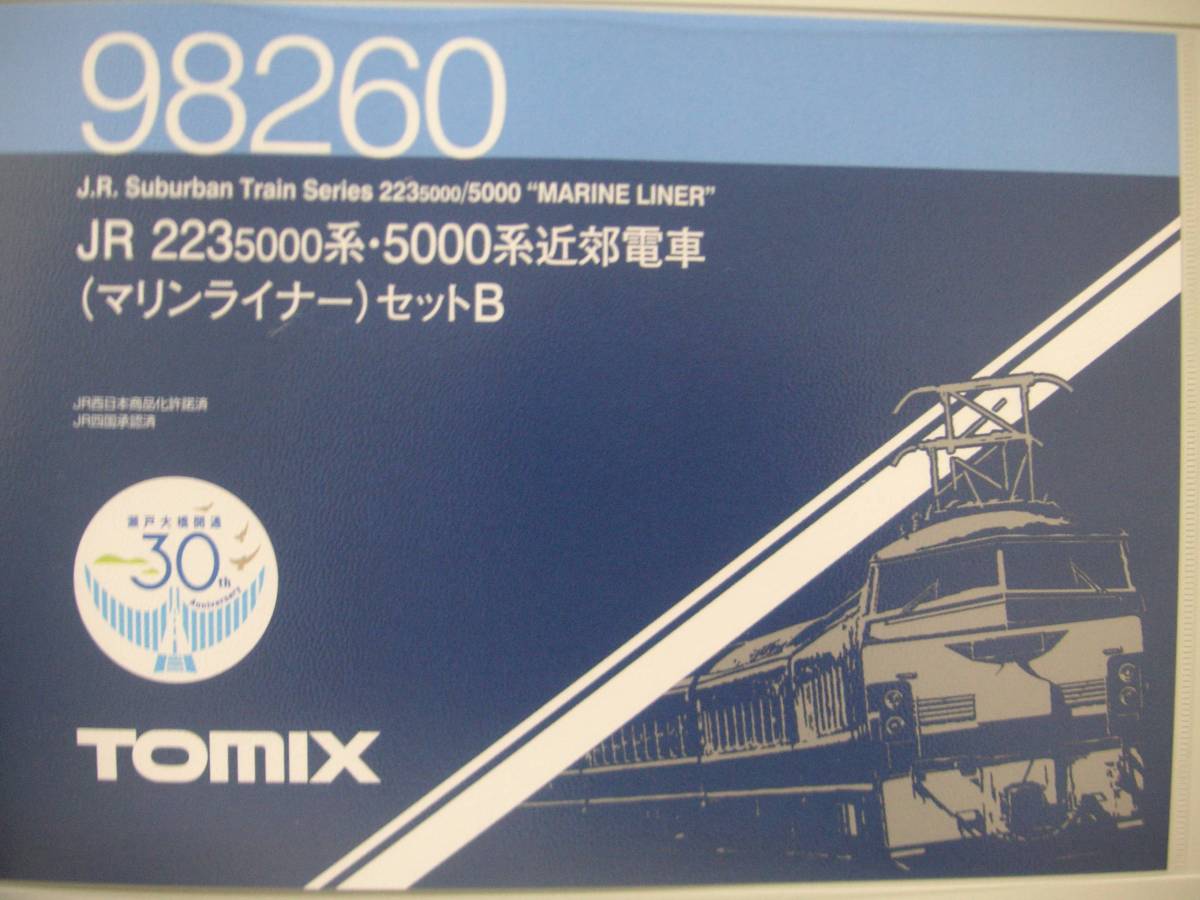 98260
J.R. Suburban Train Series 2235000/5000 "MARINE LINER"
JR 2235000系・5000系近郊電車
(マリンライナー)セットB
JR西日本商品化許諾済
JR四国承認済
瀬戸大橋開通
30th
Anniversary
TOMIX